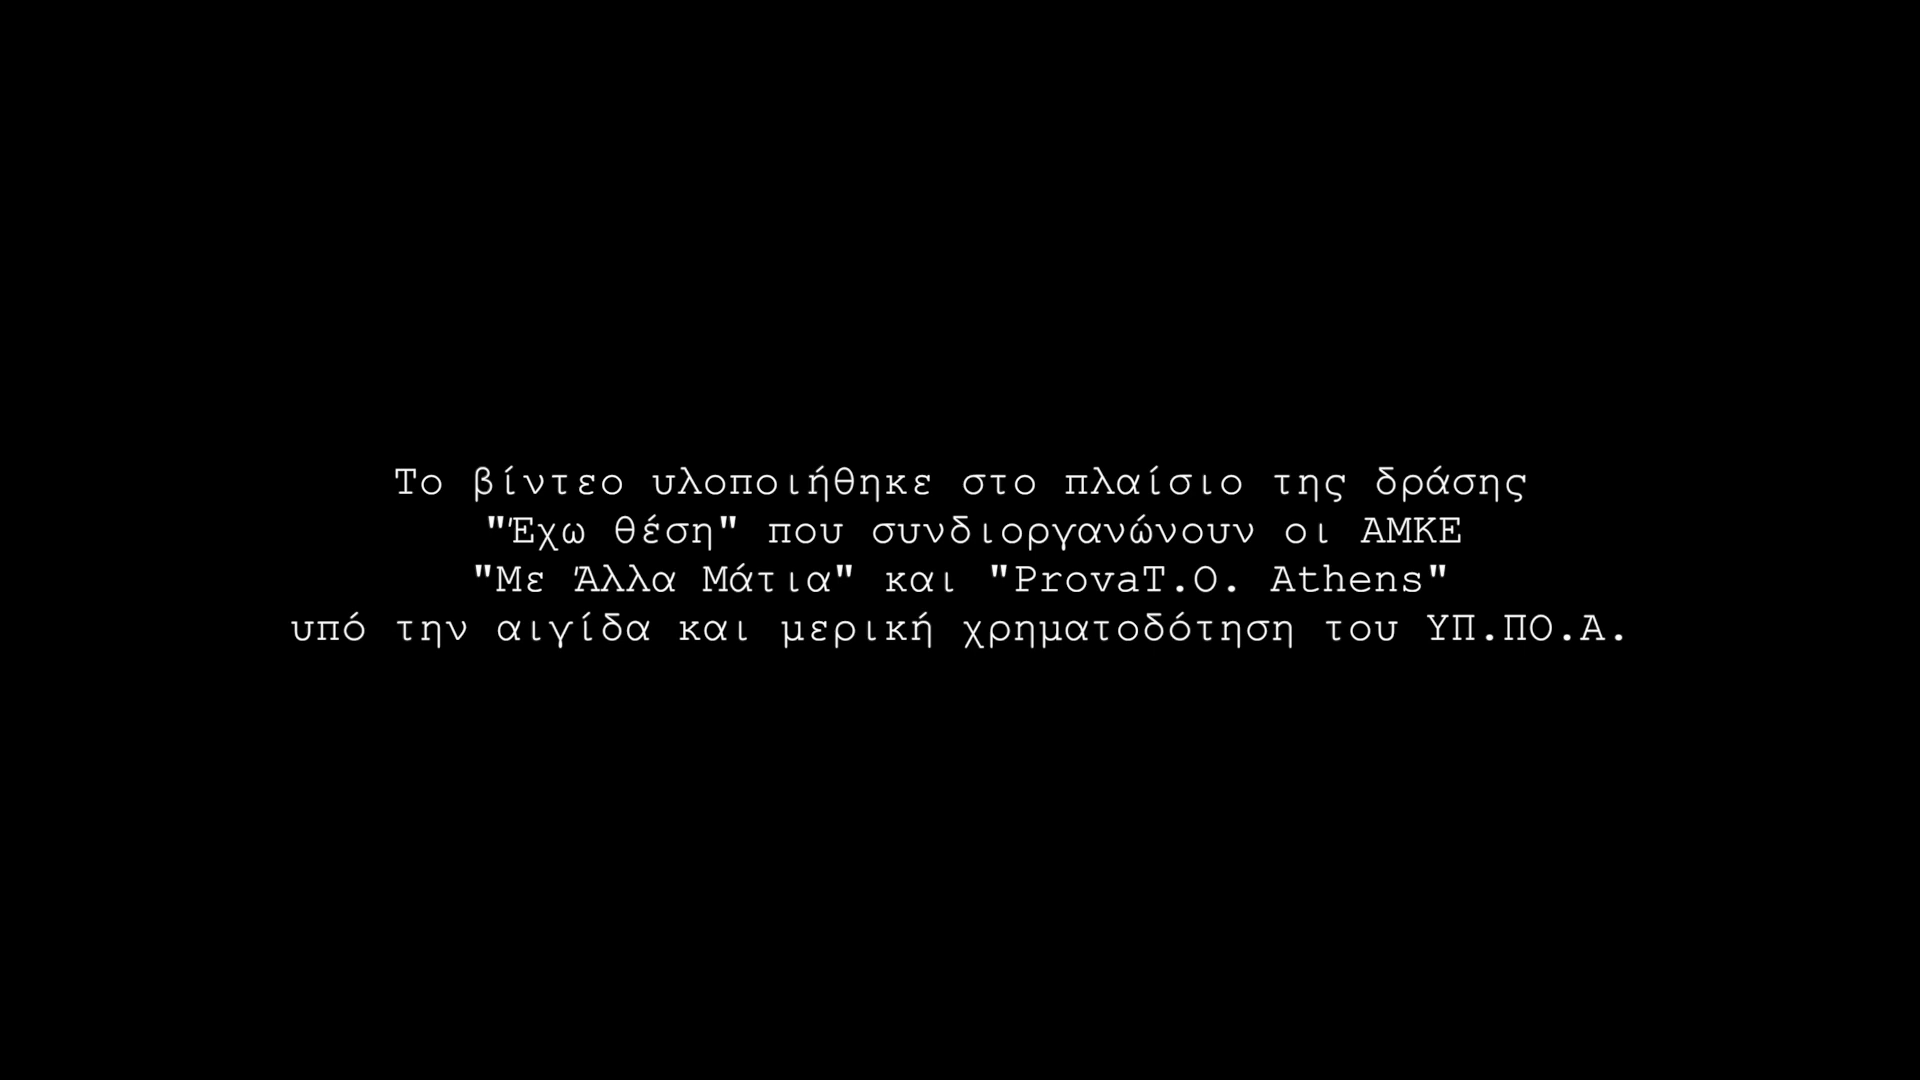 Το βίντεο υλοποιήθηκε στο πλαίσιο της δράσης
"Έχω θέση" που συνδιοργανώνουν οι ΑΜΚΕ
"Με Άλλα Μάτια" και "ProvaT.O. Athens"
υπό την αιγίδα και μερική χρηματοδότηση του ΥΠ.ΠΟ.Α.